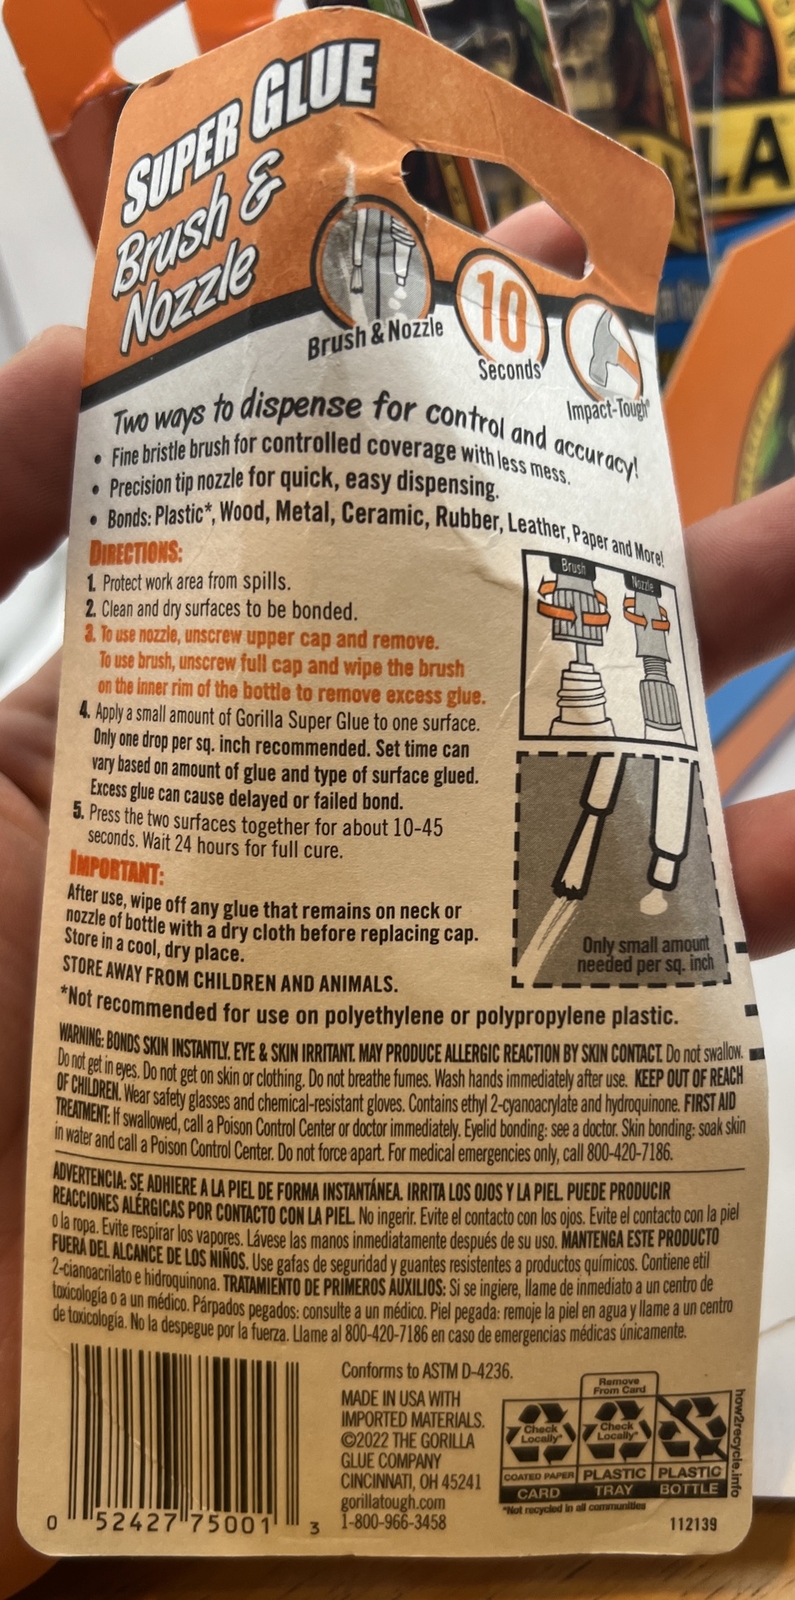 SUPER GLUE
Brush &
Nozzle
LA
Brush & Nozzle
10
Seconds
Impact-Tough®
Two ways to dispense for control and accuracy!
• Fine bristle brush for controlled coverage with less mess.
• Precision tip nozzle for quick, easy dispensing.
• Bonds: Plastic*, Wood, Metal, Ceramic, Rubber, Leather, Paper and More!
DIRECTIONS:
1. Protect work area from spills.
2. Clean and dry surfaces to be bonded.
3. To use nozzle, unscrew upper cap and remove.
To use brush, unscrew full cap and wipe the brush
on the inner rim of the bottle to remove excess glue.
4. Apply a small amount of Gorilla Super Glue to one surface.
Only one drop per sq. inch recommended. Set time can
vary based on amount of glue and type of surface glued.
Excess glue can cause delayed or failed bond.
5. Press the two surfaces together for about 10-45
seconds. Wait 24 hours for full cure.
Brush
Nozzle
Only small amount
needed per sq. inch
IMPORTANT:
After use, wipe off any glue that remains on neck or
nozzle of bottle with a dry cloth before replacing cap.
Store in a cool, dry place.
STORE AWAY FROM CHILDREN AND ANIMALS.
*Not recommended for use on polyethylene or polypropylene plastic.
WARNING: BONDS SKIN INSTANTLY. EYE & SKIN IRRITANT. MAY PRODUCE ALLERGIC REACTION BY SKIN CONTACT. Do not swallow.
Do not get in eyes. Do not get on skin or clothing. Do not breathe fumes. Wash hands immediately after use. KEEP OUT OF REACH
OF CHILDREN. Wear safety glasses and chemical-resistant gloves. Contains ethyl 2-cyanoacrylate and hydroquinone. FIRST AID
TREATMENT: If swallowed, call a Poison Control Center or doctor immediately. Eyelid bonding: see a doctor. Skin bonding: soak skin
in water and call a Poison Control Center. Do not force apart. For medical emergencies only, call 800-420-7186.
ADVERTENCIA: SE ADHIERE A LA PIEL DE FORMA INSTANTÁNEA. IRRITA LOS OJOS Y LA PIEL. PUEDE PRODUCIR
REACCIONES ALÉRGICAS POR CONTACTO CON LA PIEL. No ingerir. Evite el contacto con los ojos. Evite el contacto con la piel
o la ropa. Evite respirar los vapores. Lávese las manos inmediatamente después de su uso. MANTENGA ESTE PRODUCTO
FUERA DEL ALCANCE DE LOS NIÑOS. Use gafas de seguridad y guantes resistentes a productos químicos. Contiene etil
2-cianoacrilato e hidroquinona. TRATAMIENTO DE PRIMEROS AUXILIOS: Si se ingiere, llame de inmediato a un centro de
toxicología o a un médico. Párpados pegados: consulte a un médico. Piel pegada: remoje la piel en agua y llame a un centro
de toxicología. No la despegue por la fuerza. Llame al 800-420-7186 en caso de emergencias médicas únicamente.
0 52427 75001 3
Conforms to ASTM D-4236.
MADE IN USA WITH
IMPORTED MATERIALS.
©2022 THE GORILLA
GLUE COMPANY
CINCINNATI, OH 45241
gorillatough.com
1-800-966-3458
Remove
From Card
Check
Locally*
Check
Locally*
COATED PAPER PLASTIC PLASTIC
CARD TRAY BOTTLE
*Not recycled in all communities
how2recycle.info
112139